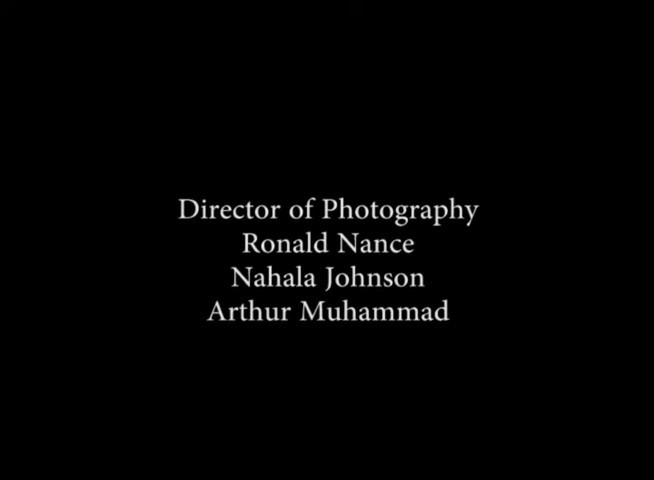 Director of Photography
Ronald Nance
Nahala Johnson
Arthur Muhammad